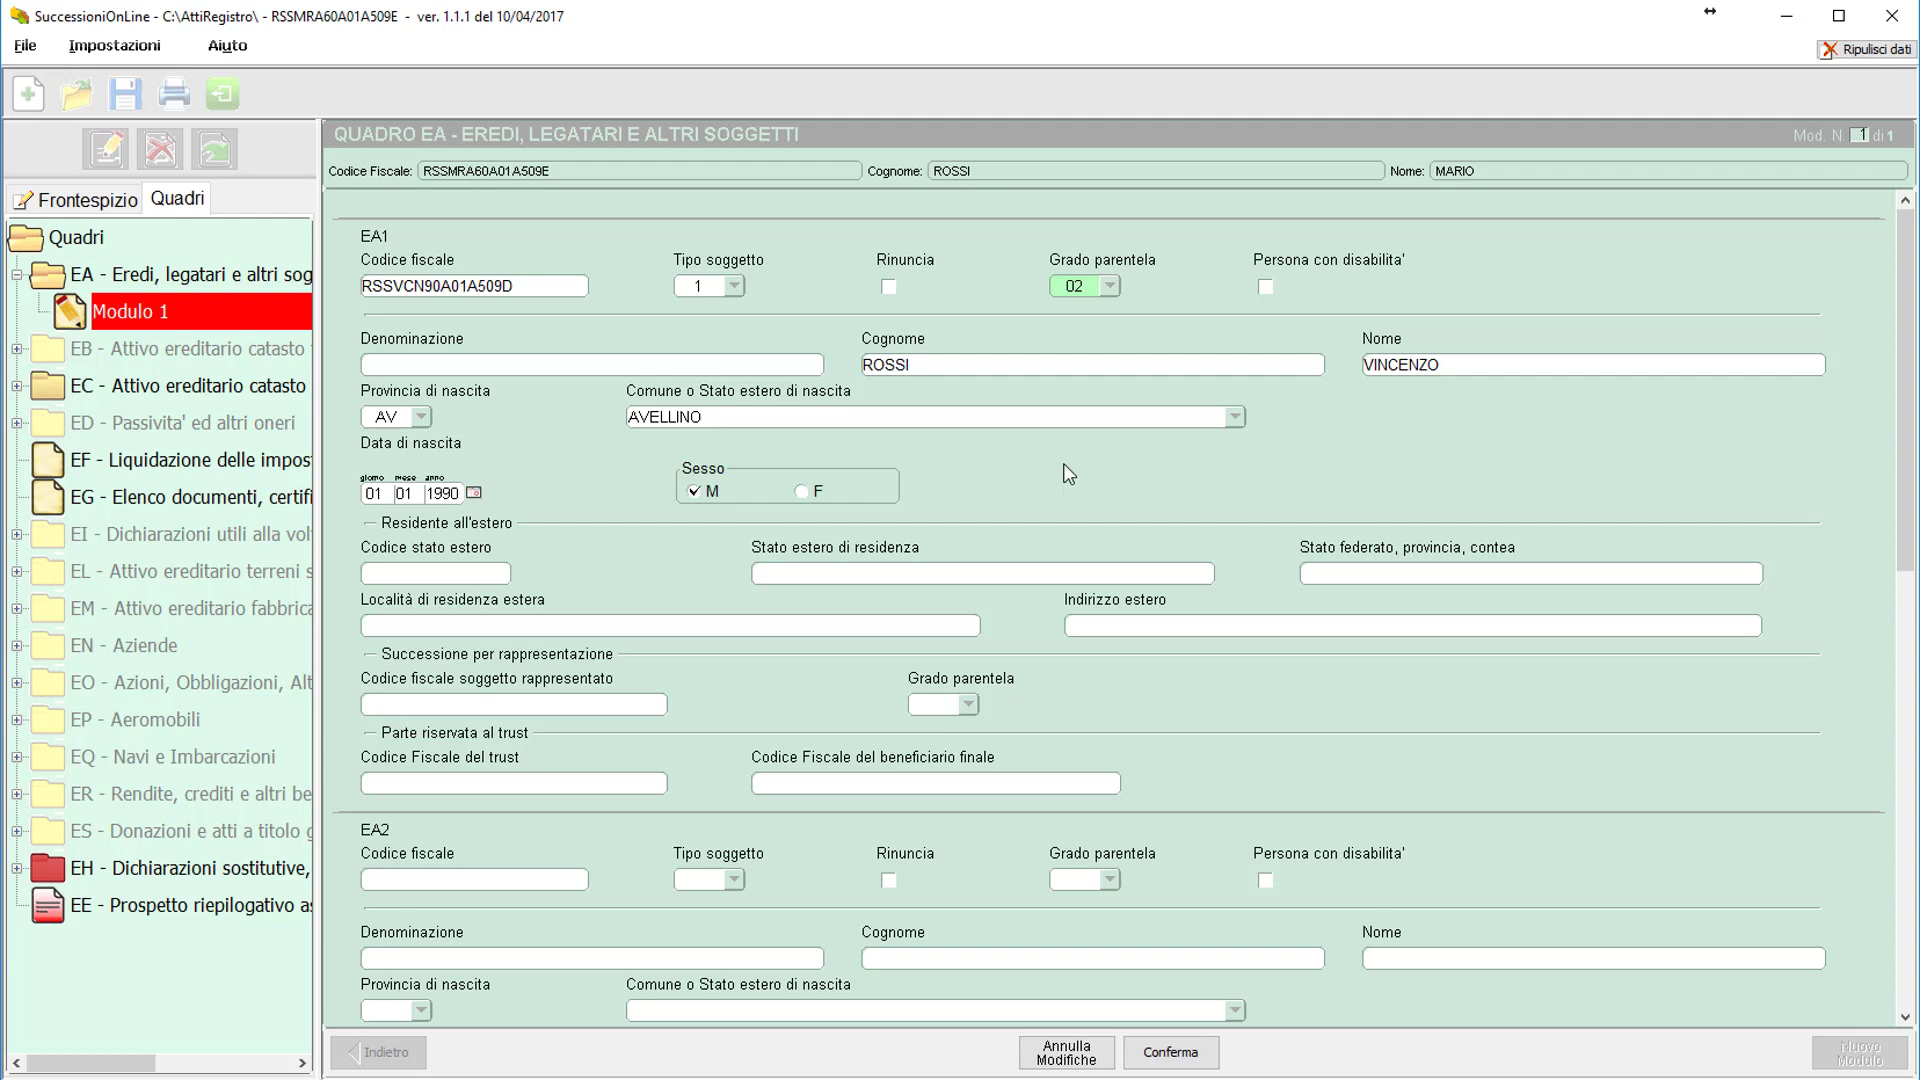 SuccessioniOnLine - C:\AttiRegistro\ - RSSMRA60A01A509E - ver. 1.1.1 del 10/04/2017
File Impostazioni Aiuto
Ripulisci dati
Frontespizio Quadri
Quadri
EA - Eredi, legatari e altri sog
Modulo 1
EB - Attivo ereditario catasto
EC - Attivo ereditario catasto
ED - Passivita' ed altri oneri
EF - Liquidazione delle impos
EG - Elenco documenti, certifi
EI - Dichiarazioni utili alla vol
EL - Attivo ereditario terreni s
EM - Attivo ereditario fabbrica
EN - Aziende
EO - Azioni, Obbligazioni, Alt
EP - Aeromobili
EQ - Navi e Imbarcazioni
ER - Rendite, crediti e altri be
ES - Donazioni e atti a titolo g
EH - Dichiarazioni sostitutive,
EE - Prospetto riepilogativo as
QUADRO EA - EREDI, LEGATARI E ALTRI SOGGETTI
Mod. N. 1 di 1
Codice Fiscale: RSSMRA60A01A509E Cognome: ROSSI Nome: MARIO
EA1
Codice fiscale Tipo soggetto Rinuncia Grado parentela Persona con disabilita'
RSSVCN90A01A509D 1 02
Denominazione Cognome Nome
ROSSI VINCENZO
Provincia di nascita Comune o Stato estero di nascita
AV AVELLINO
Data di nascita
giorno mese anno
01 01 1990
Sesso
M F
Residente all'estero
Codice stato estero Stato estero di residenza Stato federato, provincia, contea
Località di residenza estera Indirizzo estero
Successione per rappresentazione
Codice fiscale soggetto rappresentato Grado parentela
Parte riservata al trust
Codice Fiscale del trust Codice Fiscale del beneficiario finale
EA2
Codice fiscale Tipo soggetto Rinuncia Grado parentela Persona con disabilita'
Denominazione Cognome Nome
Provincia di nascita Comune o Stato estero di nascita
Indietro
Annulla
Modifiche
Conferma
Nuovo
Modulo